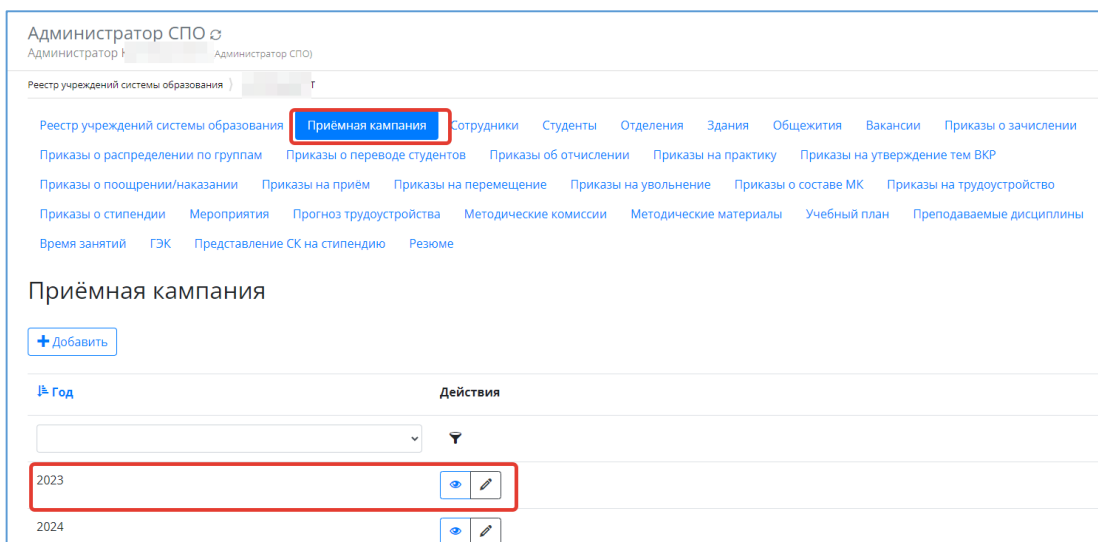 Администратор СПО
Администратор Администратор СПО)
Реестр учреждений системы образования
Реестр учреждений системы образования Приёмная кампания Сотрудники Студенты Отделения Здания Общежития Вакансии Приказы о зачислении
Приказы о распределении по группам Приказы о переводе студентов Приказы об отчислении Приказы на практику Приказы на утверждение тем ВКР
Приказы о поощрении/наказании Приказы на приём Приказы на перемещение Приказы на увольнение Приказы о составе МК Приказы на трудоустройство
Приказы о стипендии Мероприятия Прогноз трудоустройства Методические комиссии Методические материалы Учебный план Преподаваемые дисциплины
Время занятий ГЭК Представление СК на стипендию Резюме
Приёмная кампания
Добавить
Год Действия
2023
2024